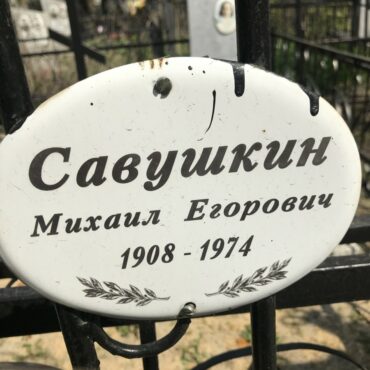 Савушкин
Михаил Егорович
1908 - 1974